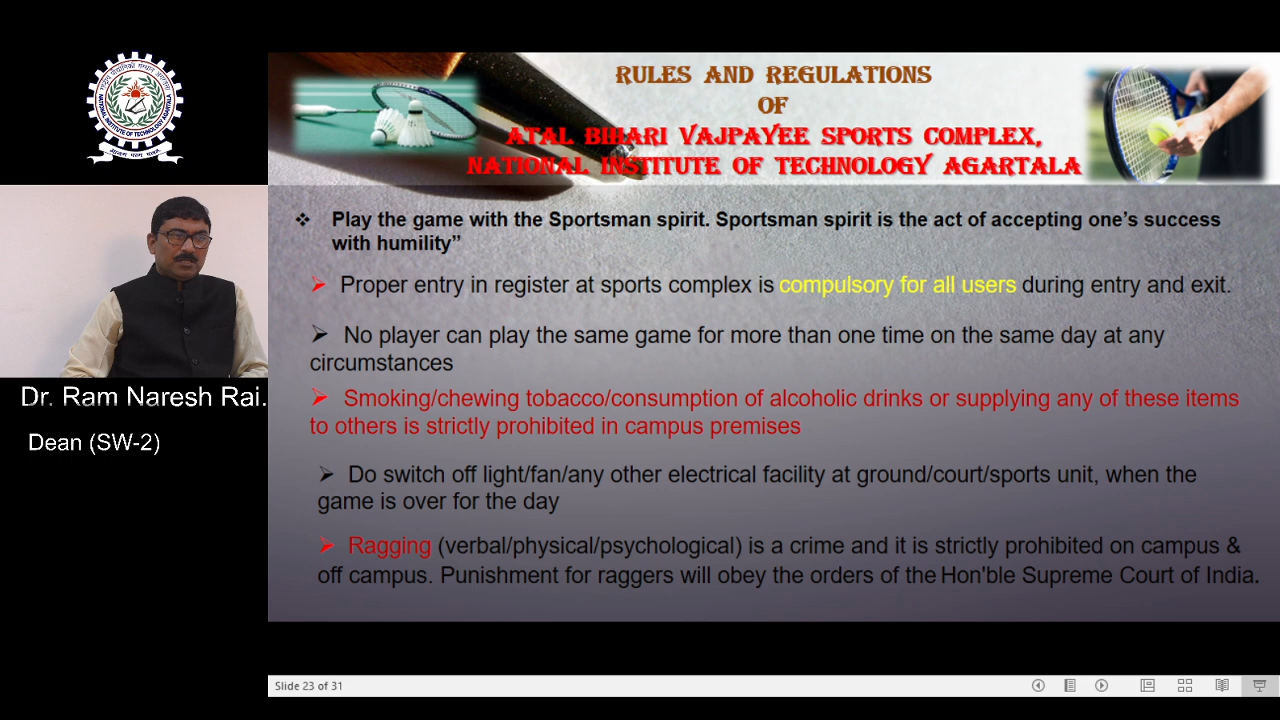 RULES AND REGULATIONS
OF
ATAL BIHARI VAJPAYEE SPORTS COMPLEX,
NATIONAL INSTITUTE OF TECHNOLOGY AGARTALA
NATIONAL INSTITUTE OF TECHNOLOGY AGARTALA
❖ Play the game with the Sportsman spirit. Sportsman spirit is the act of accepting one’s success
with humility”
➢ Proper entry in register at sports complex is compulsory for all users during entry and exit.
➢ No player can play the same game for more than one time on the same day at any
circumstances
➢ Smoking/chewing tobacco/consumption of alcoholic drinks or supplying any of these items
to others is strictly prohibited in campus premises
➢ Do switch off light/fan/any other electrical facility at ground/court/sports unit, when the
game is over for the day
➢ Ragging (verbal/physical/psychological) is a crime and it is strictly prohibited on campus &
off campus. Punishment for raggers will obey the orders of the Hon'ble Supreme Court of India.
Dr. Ram Naresh Rai.
Dean (SW-2)
Slide 23 of 31